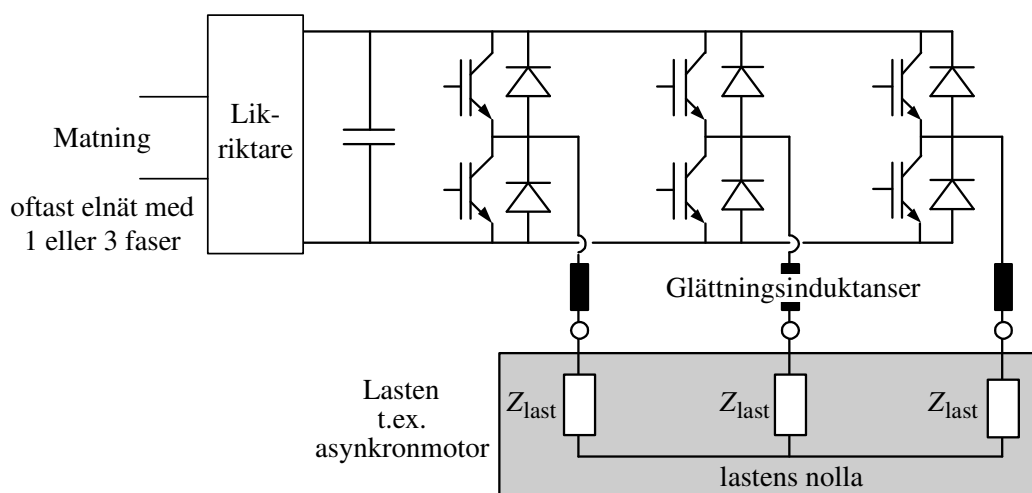 Matning
oftast elnät med
1 eller 3 faser
Lik-
riktare
Glättningsinduktanser
Lasten
t.ex.
asynkronmotor
Zlast
Zlast
Zlast
lastens nolla